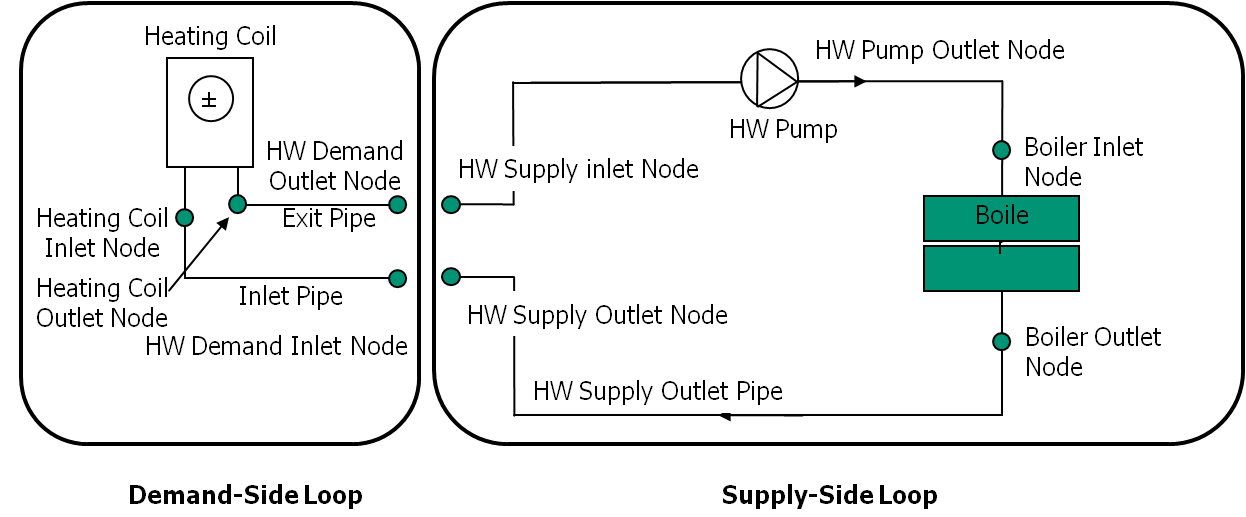 Heating Coil
±
HW Demand
Outlet Node
Exit Pipe
Heating Coil
Inlet Node
Heating Coil
Outlet Node
Inlet Pipe
HW Demand Inlet Node
HW Pump Outlet Node
HW Pump
HW Supply inlet Node
Boiler Inlet
Node
Boile
HW Supply Outlet Node
Boiler Outlet
Node
HW Supply Outlet Pipe
Demand-Side Loop
Supply-Side Loop